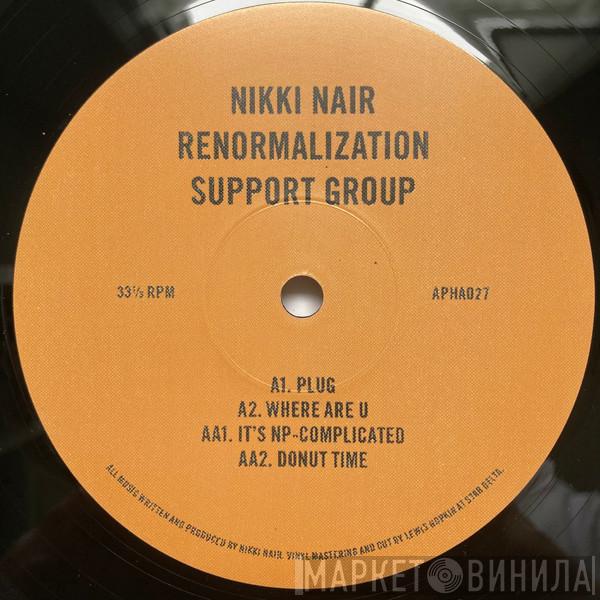 NIKKI NAIR
RENORMALIZATION
SUPPORT GROUP
33⅓ RPM
APHA027
A1. PLUG
A2. WHERE ARE U
AA1. IT'S NP-COMPLICATED
AA2. DONUT TIME
ALL MUSIC WRITTEN AND PRODUCED BY NIKKI NAIR. VINYL MASTERING AND CUT BY LEWIS HOPKIN AT STAR DELTA.
МАРКЕТ ВИНИЛА